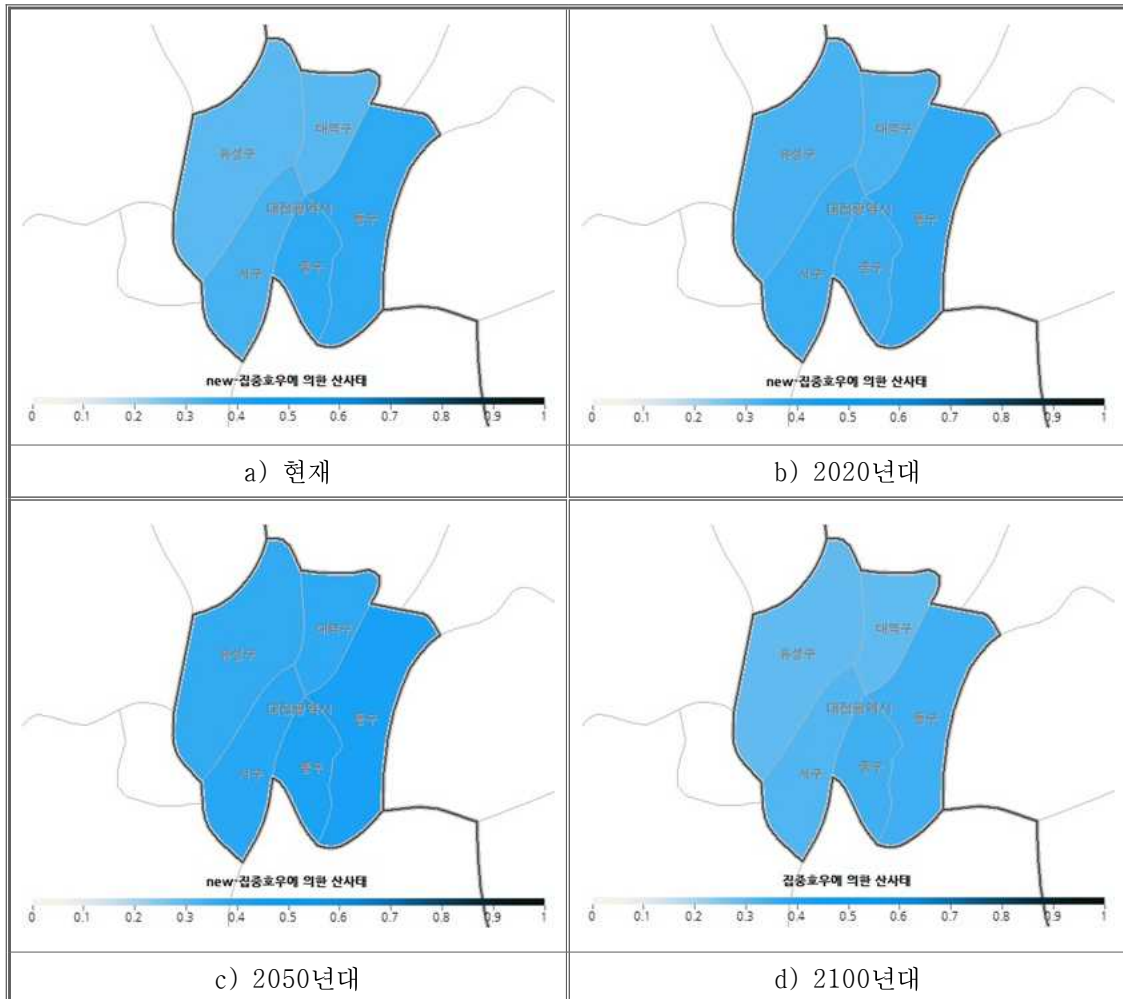 유성구
대덕구
대전광역시
동구
서구
중구
new-집중호우에 의한 산사태
0 0.1 0.2 0.3 0.4 0.5 0.6 0.7 0.8 0.9 1
a) 현재
유성구
대덕구
대전광역시
동구
서구
중구
new-집중호우에 의한 산사태
0 0.1 0.2 0.3 0.4 0.5 0.6 0.7 0.8 0.9 1
b) 2020년대
유성구
대덕구
대전광역시
동구
서구
중구
new-집중호우에 의한 산사태
0 0.1 0.2 0.3 0.4 0.5 0.6 0.7 0.8 0.9 1
c) 2050년대
유성구
대덕구
대전광역시
동구
서구
중구
집중호우에 의한 산사태
0 0.1 0.2 0.3 0.4 0.5 0.6 0.7 0.8 0.9 1
d) 2100년대